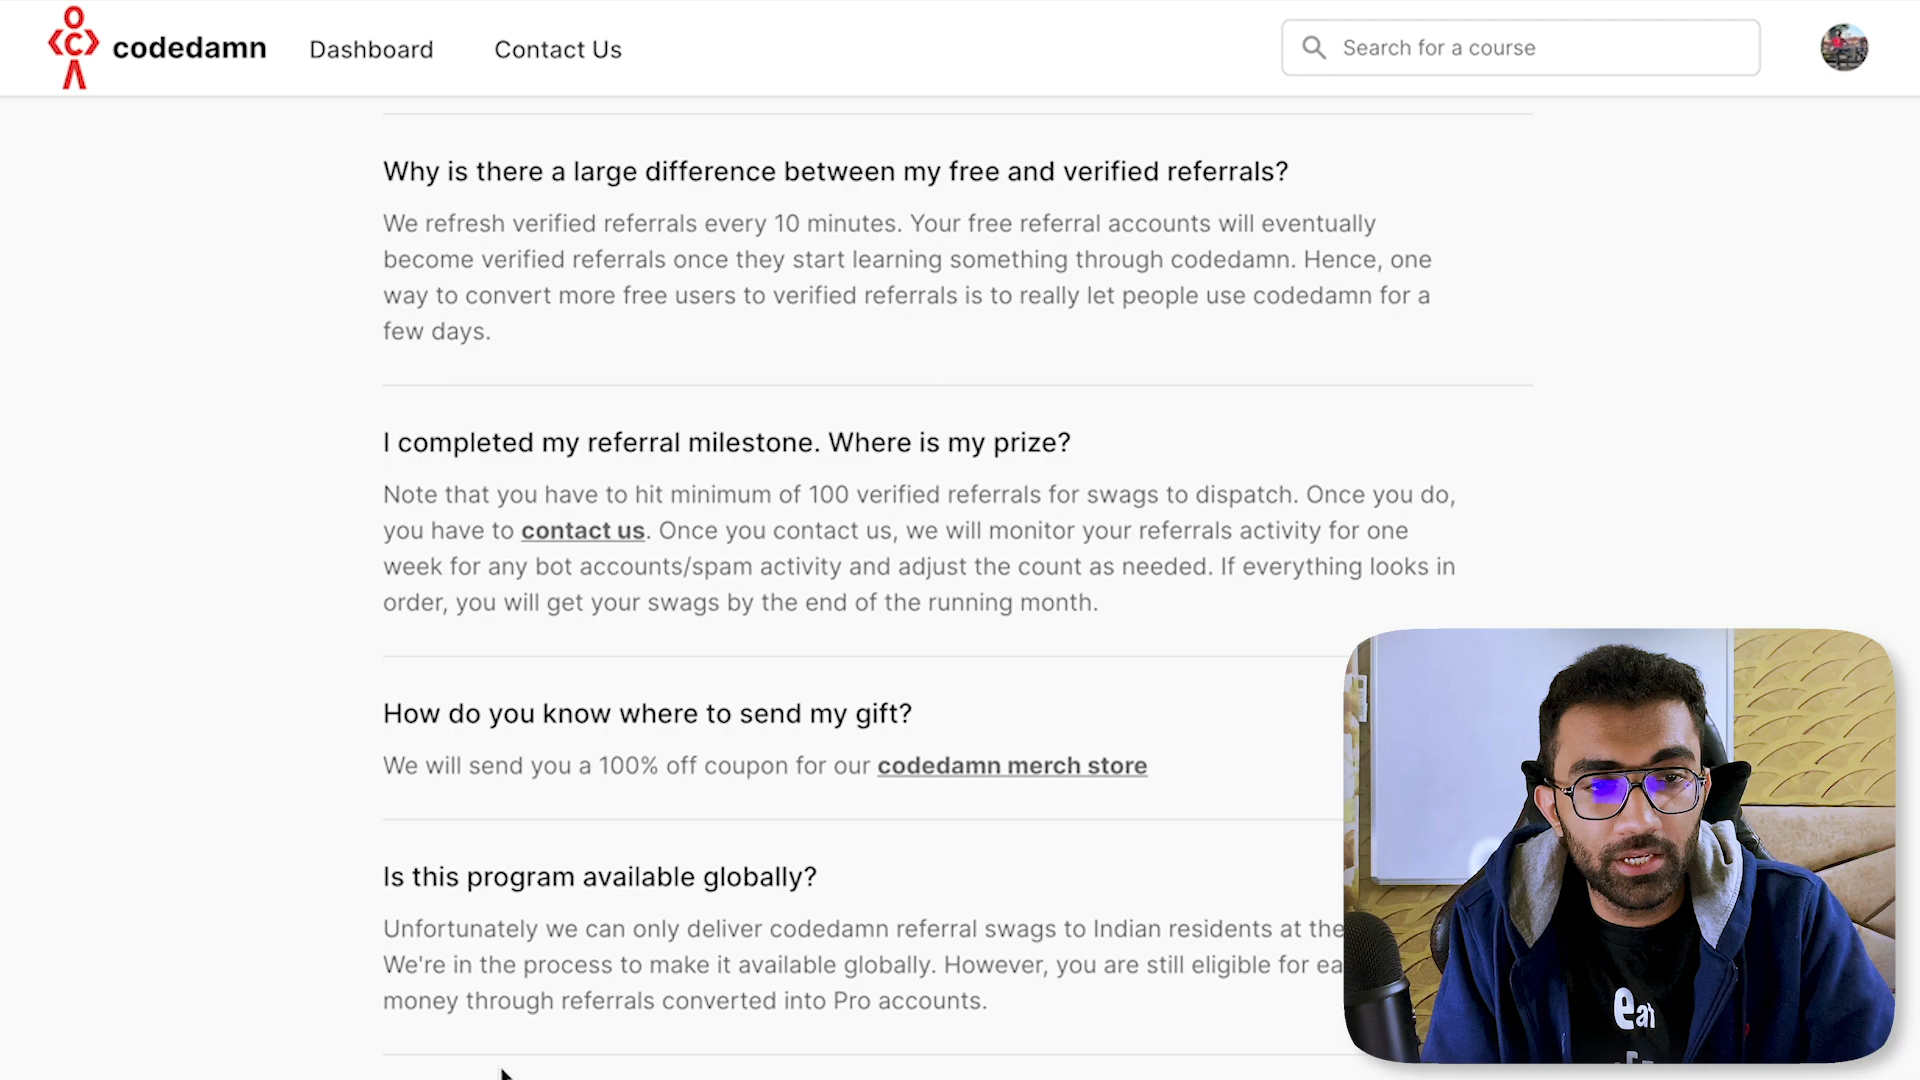 codedamn
Dashboard
Contact Us
Search for a course
Why is there a large difference between my free and verified referrals?
We refresh verified referrals every 10 minutes. Your free referral accounts will eventually
become verified referrals once they start learning something through codedamn. Hence, one
way to convert more free users to verified referrals is to really let people use codedamn for a
few days.
I completed my referral milestone. Where is my prize?
Note that you have to hit minimum of 100 verified referrals for swags to dispatch. Once you do,
you have to contact us. Once you contact us, we will monitor your referrals activity for one
week for any bot accounts/spam activity and adjust the count as needed. If everything looks in
order, you will get your swags by the end of the running month.
How do you know where to send my gift?
We will send you a 100% off coupon for our codedamn merch store
Is this program available globally?
Unfortunately we can only deliver codedamn referral swags to Indian residents at the
We're in the process to make it available globally. However, you are still eligible for ea
money through referrals converted into Pro accounts.
Eat